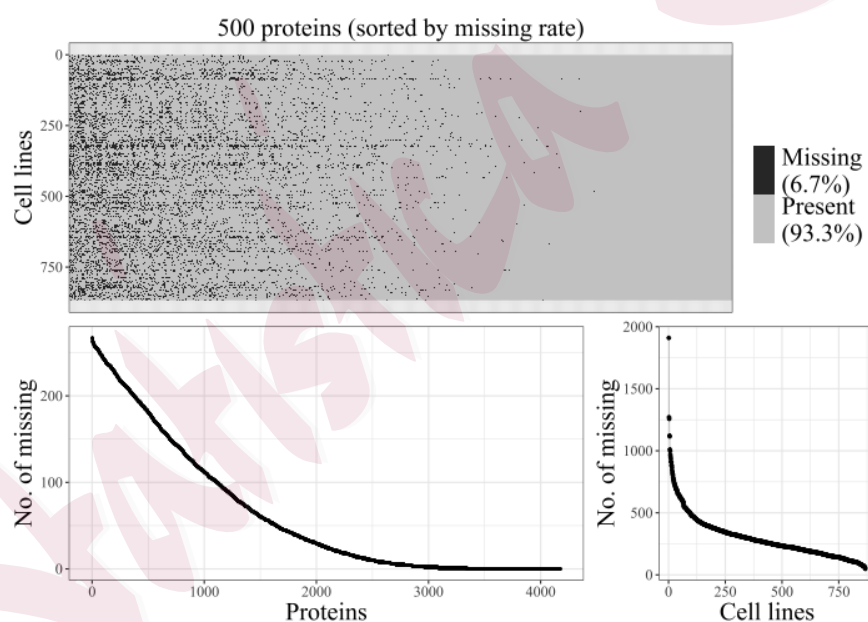 500 proteins (sorted by missing rate)
Cell lines
0
250
500
750
Missing
(6.7%)
Present
(93.3%)
No. of missing
200
100
0
0
1000
2000
3000
4000
Proteins
No. of missing
2000
1500
1000
500
0
0
250
500
750
Cell lines